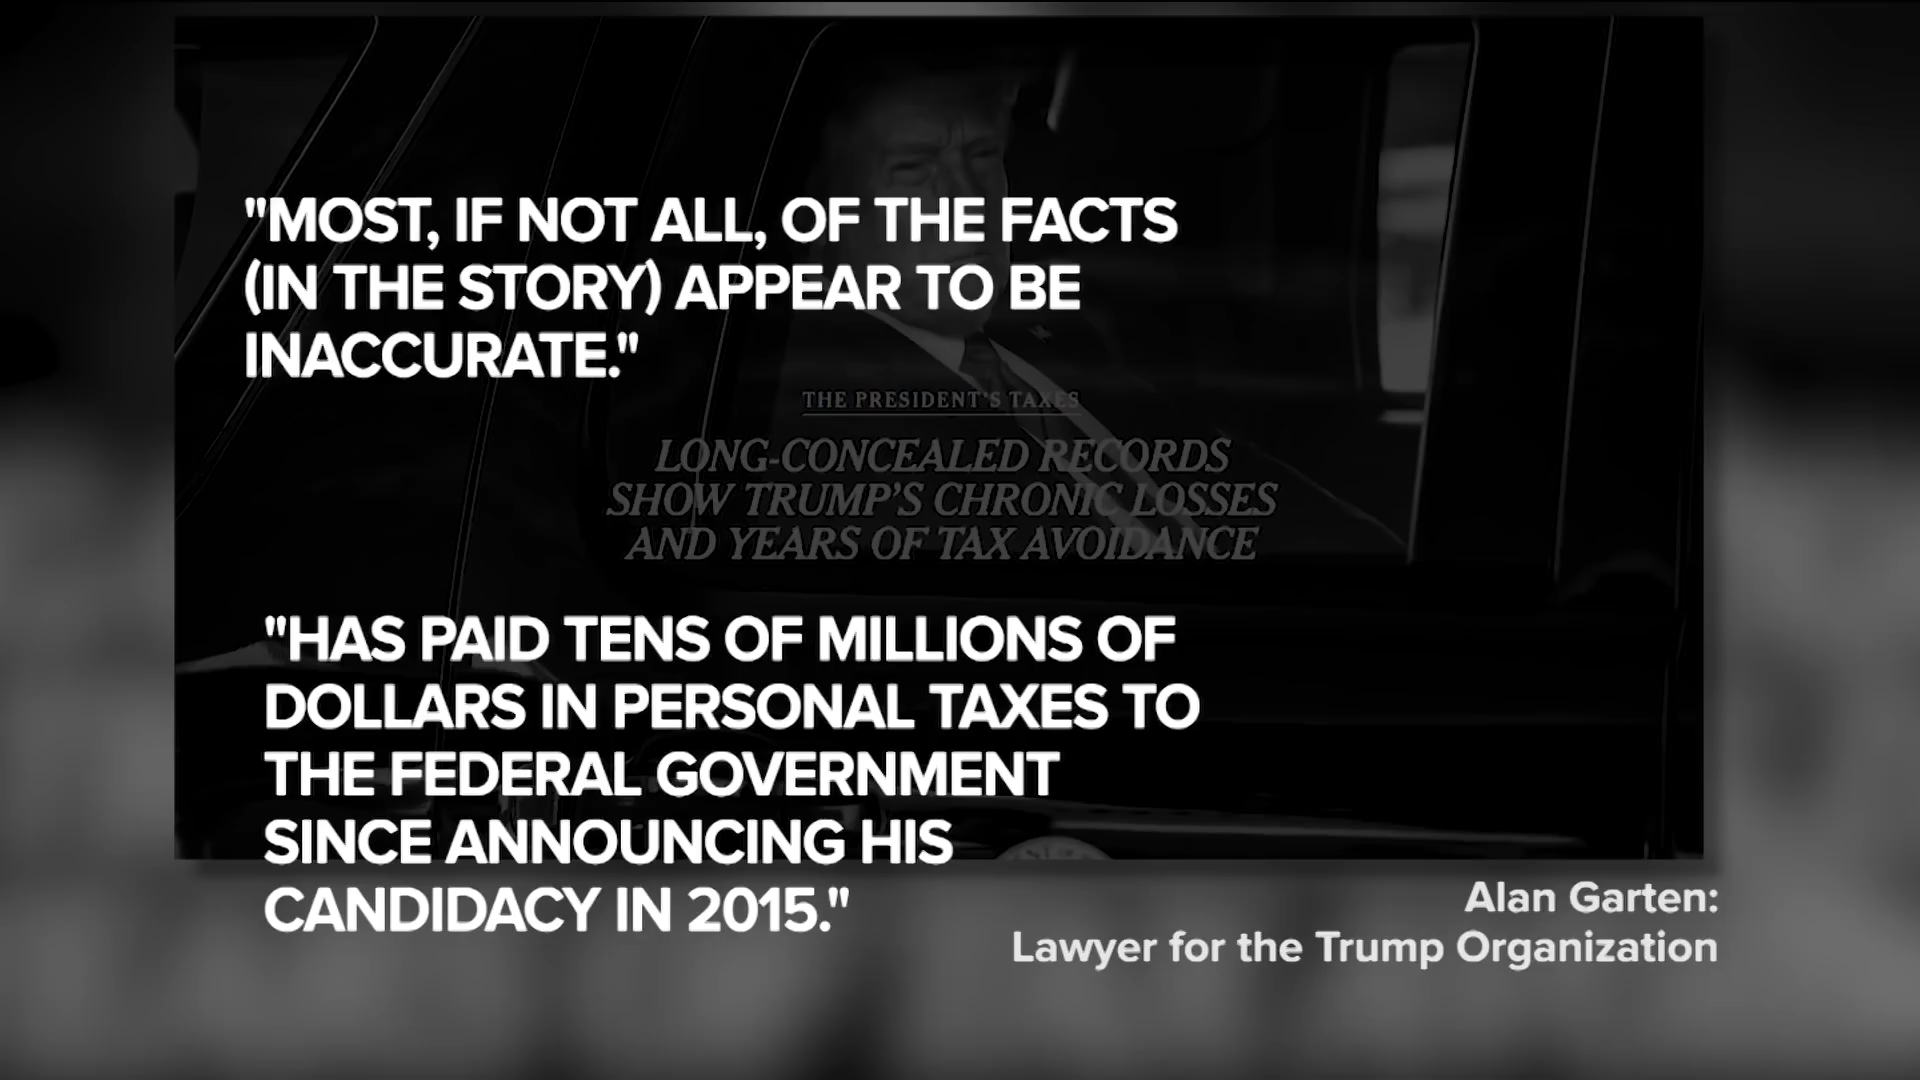 "MOST, IF NOT ALL, OF THE FACTS
(IN THE STORY) APPEAR TO BE
INACCURATE."
THE PRESIDENT'S TAXES
LONG-CONCEALED RECORDS
SHOW TRUMP'S CHRONIC LOSSES
AND YEARS OF TAX AVOIDANCE
"HAS PAID TENS OF MILLIONS OF
DOLLARS IN PERSONAL TAXES TO
THE FEDERAL GOVERNMENT
SINCE ANNOUNCING HIS
CANDIDACY IN 2015."
Alan Garten:
Lawyer for the Trump Organization